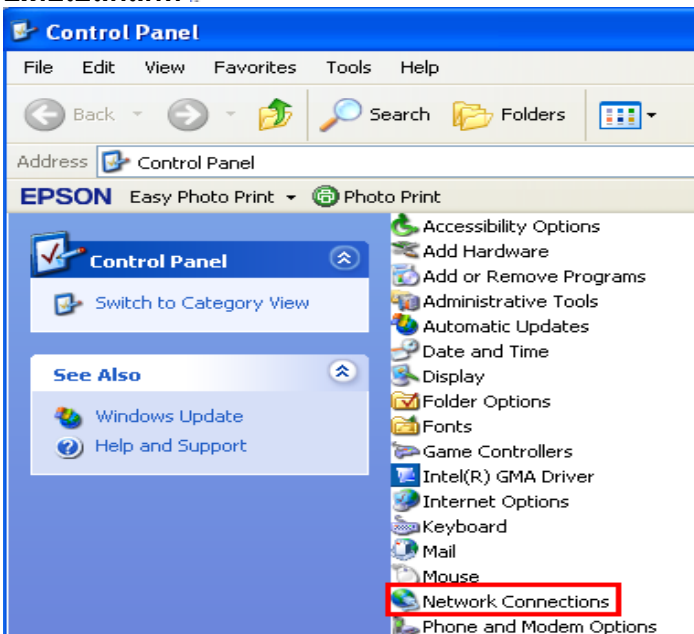 Control Panel
File Edit View Favorites Tools Help
Back Search Folders
Address Control Panel
EPSON Easy Photo Print Photo Print
Control Panel
Switch to Category View
See Also
Windows Update
Help and Support
Accessibility Options
Add Hardware
Add or Remove Programs
Administrative Tools
Automatic Updates
Date and Time
Display
Folder Options
Fonts
Game Controllers
Intel(R) GMA Driver
Internet Options
Keyboard
Mail
Mouse
Network Connections
Phone and Modem Options